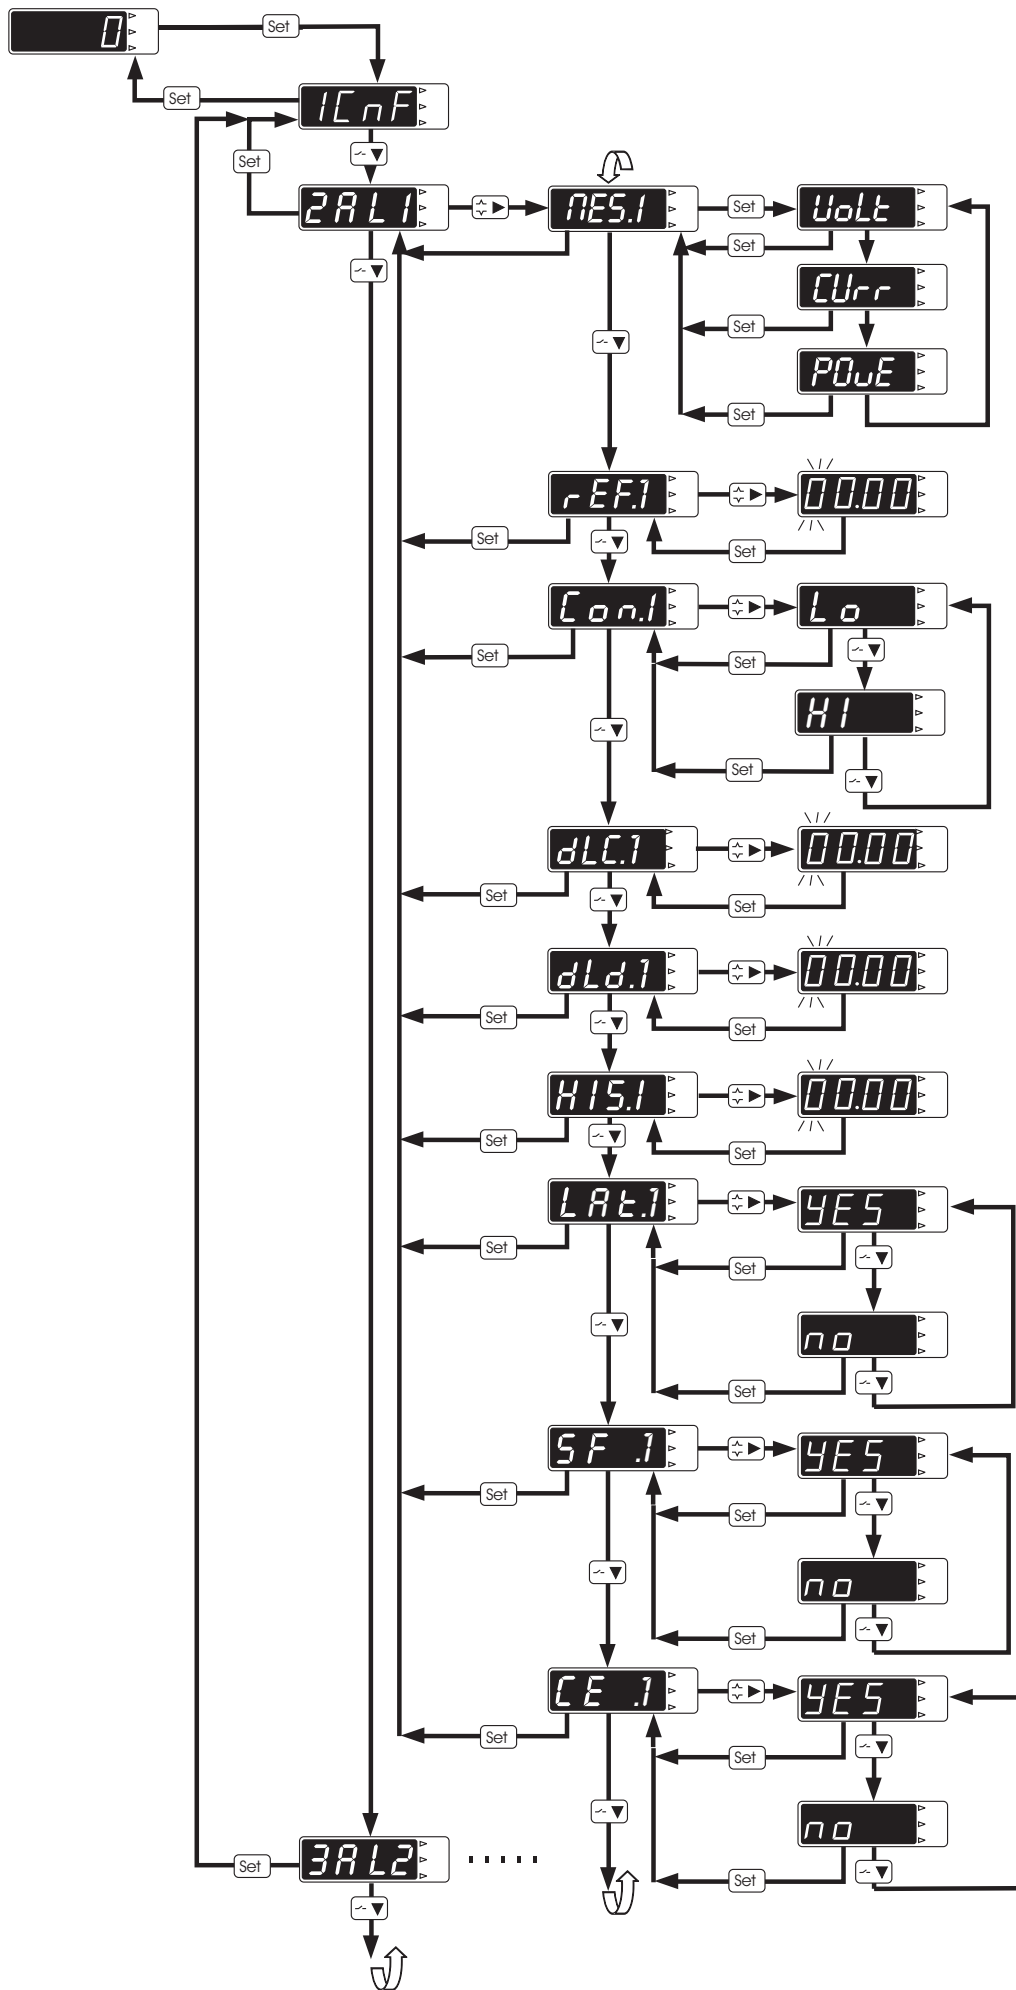 0
Set
Set
1CnF
Set
2AL1
MES.1
Set
VoLt
Set
CUrr
Set
POwE
Set
rEF.1
00.00
Set
Set
Con.1
Lo
Set
Set
HI
Set
dLC.1
00.00
Set
Set
dLd.1
00.00
Set
Set
HIS.1
00.00
Set
Set
LAt.1
YES
Set
Set
no
Set
SF .1
YES
Set
Set
no
Set
CE .1
YES
Set
Set
no
3AL2
Set
Set